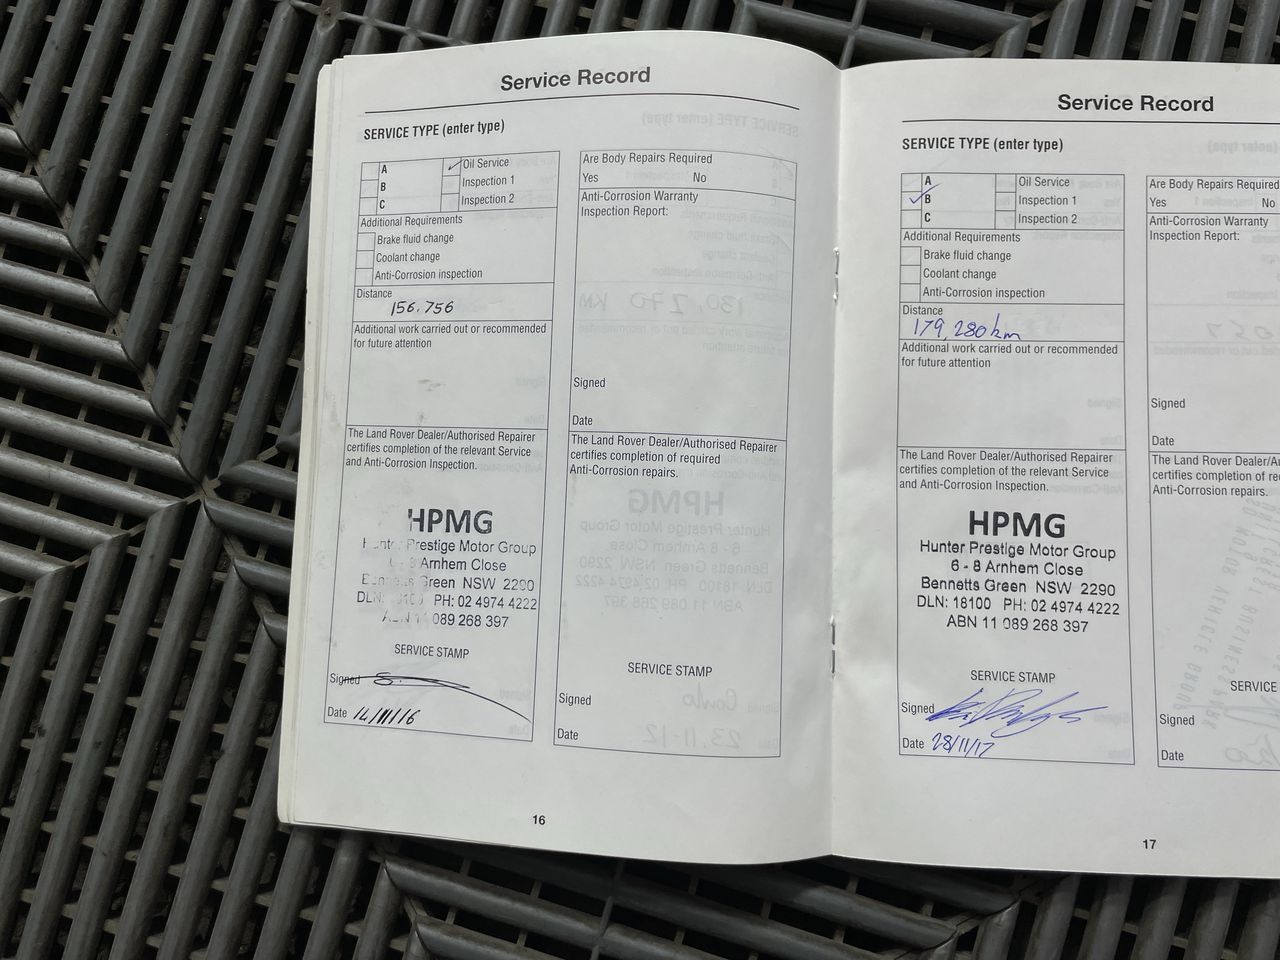 Service Record
SERVICE TYPE (enter type)
A
B
C
Oil Service
Inspection 1
Inspection 2
Additional Requirements
Brake fluid change
Coolant change
Anti-Corrosion inspection
Distance
156.756
Additional work carried out or recommended
for future attention
The Land Rover Dealer/Authorised Repairer
certifies completion of the relevant Service
and Anti-Corrosion Inspection.
HPMG
Hunter Prestige Motor Group
6 - 8 Arnhem Close
Bennetts Green NSW 2290
DLN: 18100 PH: 02 4974 4222
ABN 11 089 268 397
SERVICE STAMP
Signed
Date 14/11/16
Are Body Repairs Required
Yes No
Anti-Corrosion Warranty
Inspection Report:
Signed
Date
The Land Rover Dealer/Authorised Repairer
certifies completion of required
Anti-Corrosion repairs.
SERVICE STAMP
Signed
Date
16
Service Record
SERVICE TYPE (enter type)
A
B
C
Oil Service
Inspection 1
Inspection 2
Additional Requirements
Brake fluid change
Coolant change
Anti-Corrosion inspection
Distance
179,280km
Additional work carried out or recommended
for future attention
The Land Rover Dealer/Authorised Repairer
certifies completion of the relevant Service
and Anti-Corrosion Inspection.
HPMG
Hunter Prestige Motor Group
6 - 8 Arnhem Close
Bennetts Green NSW 2290
DLN: 18100 PH: 02 4974 4222
ABN 11 089 268 397
SERVICE STAMP
Signed
Date 28/11/17
Are Body Repairs Required
Yes No
Anti-Corrosion Warranty
Inspection Report:
Signed
Date
The Land Rover Dealer/
certifies completion of
Anti-Corrosion repairs.
SERVICE
Signed
Date
17